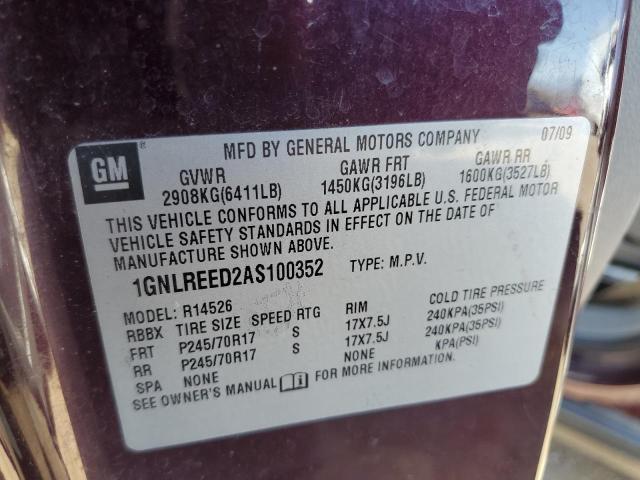 GM ®
MFD BY GENERAL MOTORS COMPANY 07/09
GVWR GAWR FRT GAWR RR
2908KG(6411LB) 1450KG(3196LB) 1600KG(3527LB)
THIS VEHICLE CONFORMS TO ALL APPLICABLE U.S. FEDERAL MOTOR
VEHICLE SAFETY STANDARDS IN EFFECT ON THE DATE OF
MANUFACTURE SHOWN ABOVE.
1GNLREED2AS100352 TYPE: M.P.V.
MODEL: R14526
RBBX TIRE SIZE SPEED RTG RIM COLD TIRE PRESSURE
FRT P245/70R17 S 17X7.5J 240KPA(35PSI)
RR P245/70R17 S 17X7.5J 240KPA(35PSI)
SPA NONE NONE KPA(PSI)
SEE OWNER'S MANUAL FOR MORE INFORMATION.